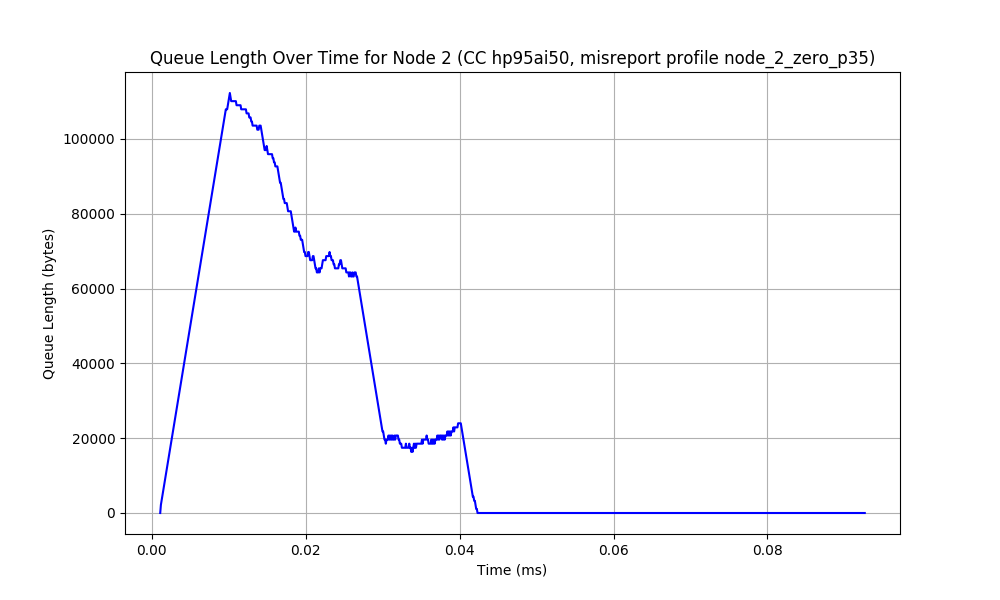 Queue Length Over Time for Node 2 (CC hp95ai50, misreport profile node_2_zero_p35)
100000
80000
60000
40000
20000
0
Queue Length (bytes)
0.00 0.02 0.04 0.06 0.08
Time (ms)